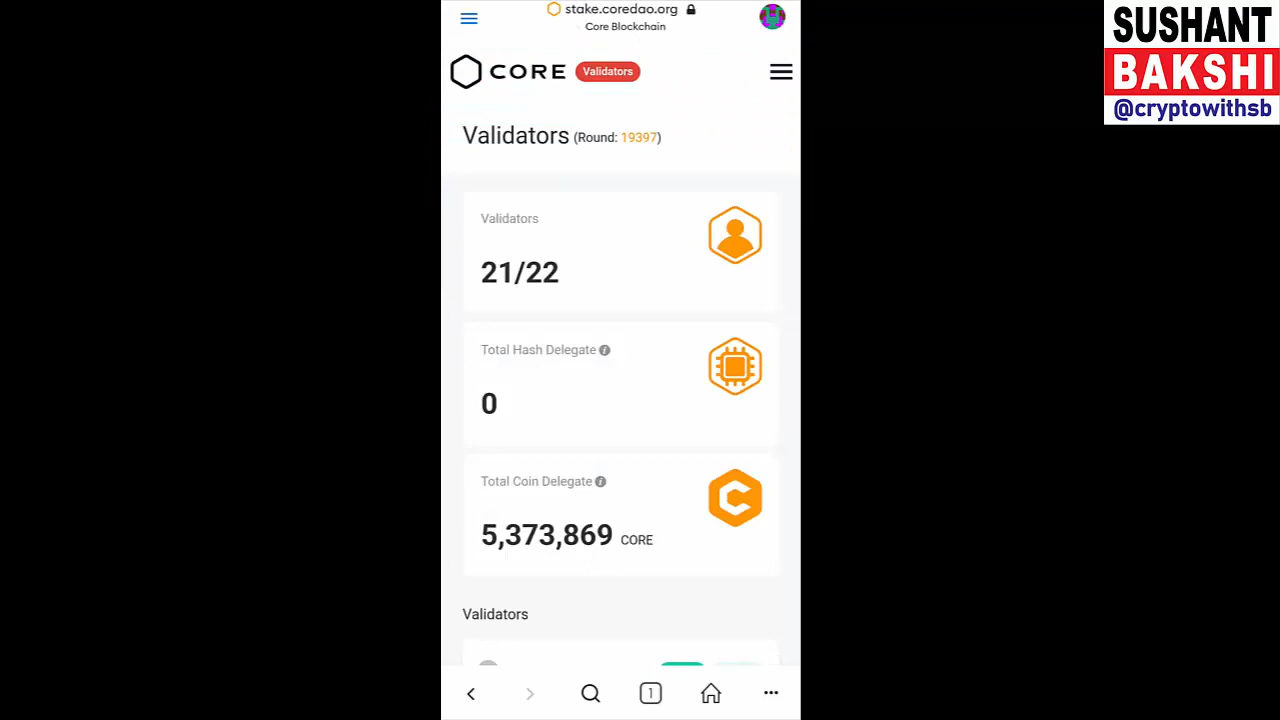 stake.coredao.org
Core Blockchain
SUSHANT
BAKSHI
@cryptowithsb
CORE Validators
Validators (Round: 19397)
Validators
21/22
Total Hash Delegate
0
Total Coin Delegate
5,373,869 CORE
Validators
1